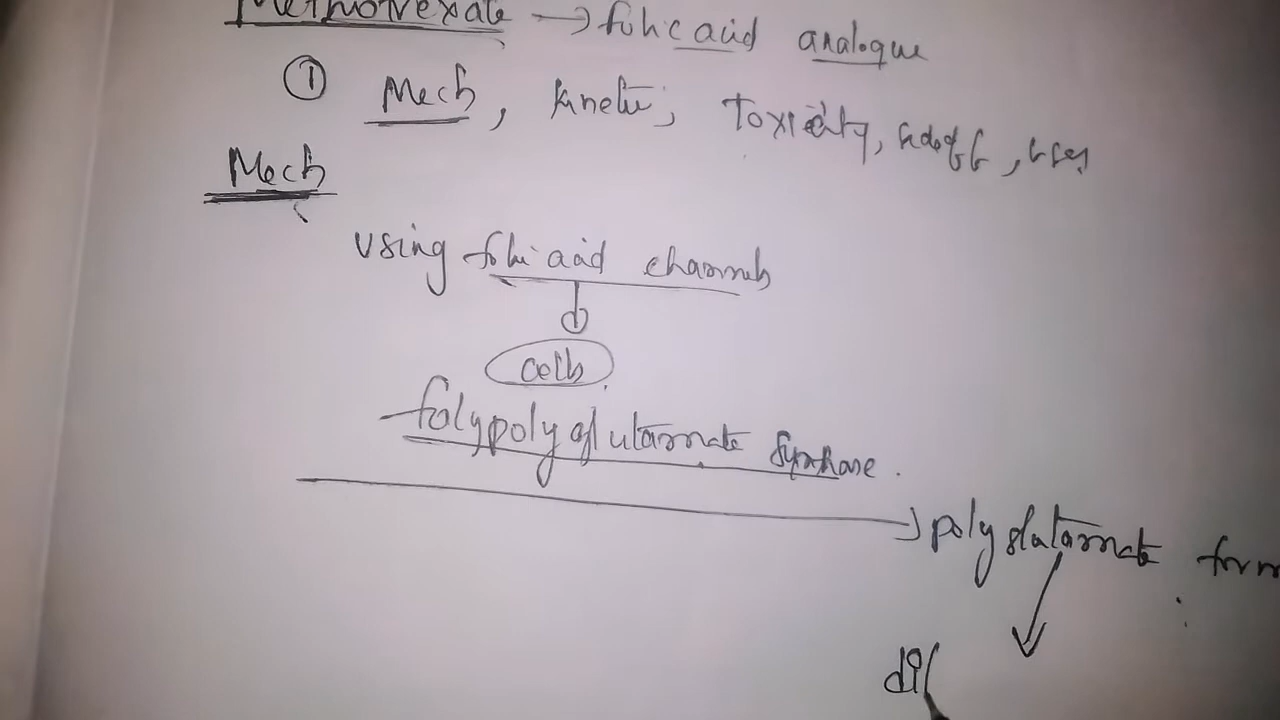 Methotrexate → folic acid analogue
① Mech, kinetic, Toxicity, uses
Mech
using folic acid channels
cells
folypolyglutamate synthase.
→ polyglutamate form
di